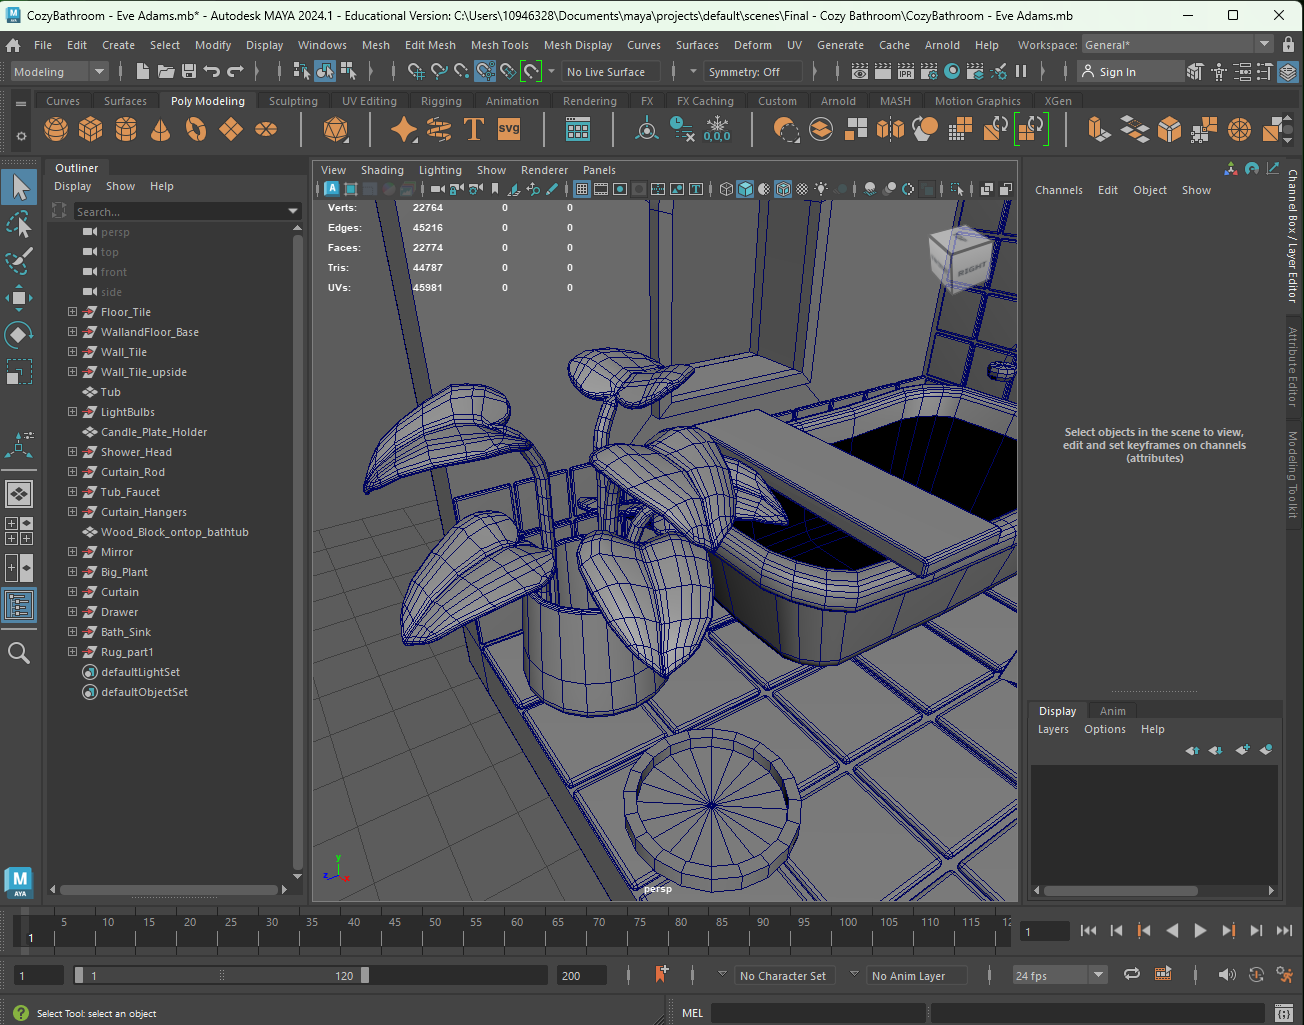 CozyBathroom - Eve Adams.mb* - Autodesk MAYA 2024.1 - Educational Version: C:\Users\10946328\Documents\maya\projects\default\scenes\Final - Cozy Bathroom\CozyBathroom - Eve Adams.mb
File Edit Create Select Modify Display Windows Mesh Edit Mesh Mesh Tools Mesh Display Curves Surfaces Deform UV Generate Cache Arnold Help Workspace: General*
Modeling No Live Surface Symmetry: Off IPR Sign In
Curves Surfaces Poly Modeling Sculpting UV Editing Rigging Animation Rendering FX FX Caching Custom Arnold MASH Motion Graphics XGen
T SVG 0,0,0
Outliner
Display Show Help
Search...
persp
top
front
side
Floor_Tile
WallandFloor_Base
Wall_Tile
Wall_Tile_upside
Tub
LightBulbs
Candle_Plate_Holder
Shower_Head
Curtain_Rod
Tub_Faucet
Curtain_Hangers
Wood_Block_ontop_bathtub
Mirror
Big_Plant
Curtain
Drawer
Bath_Sink
Rug_part1
defaultLightSet
defaultObjectSet
M
AYA
View Shading Lighting Show Renderer Panels
Verts: 22764 0 0
Edges: 45216 0 0
Faces: 22774 0 0
Tris: 44787 0 0
UVs: 45981 0 0
RIGHT
y
z x
persp
Channels Edit Object Show
Select objects in the scene to view,
edit and set keyframes on channels
(attributes)
Channel Box / Layer Editor
Attribute Editor
Modeling Toolkit
Display Anim
Layers Options Help
5 10 15 20 25 30 35 40 45 50 55 60 65 70 75 80 85 90 95 100 105 110 115 12
1
1
1 1 120 200 No Character Set No Anim Layer 24 fps
Select Tool: select an object MEL